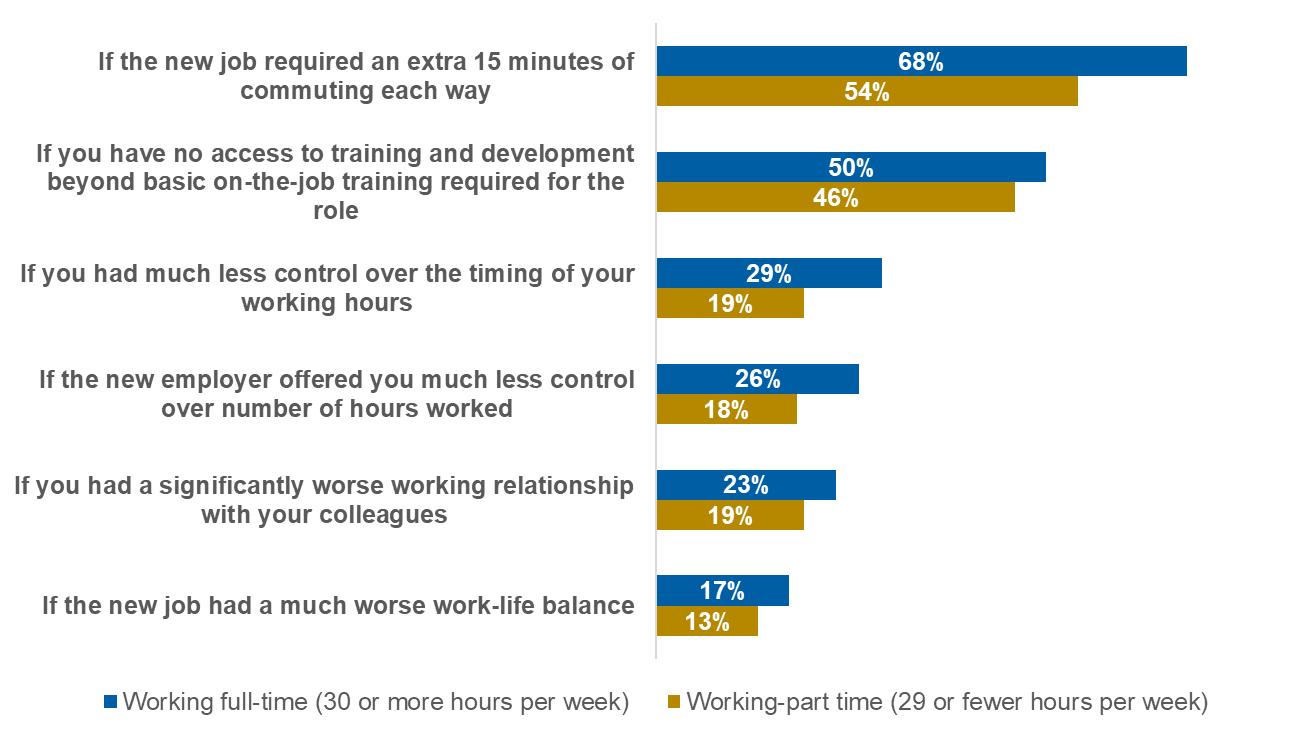 If the new job required an extra 15 minutes of
commuting each way
68%
54%
If you have no access to training and development
beyond basic on-the-job training required for the
role
50%
46%
If you had much less control over the timing of your
working hours
29%
19%
If the new employer offered you much less control
over number of hours worked
26%
18%
If you had a significantly worse working relationship
with your colleagues
23%
19%
If the new job had a much worse work-life balance
17%
13%
Working full-time (30 or more hours per week)
Working-part time (29 or fewer hours per week)